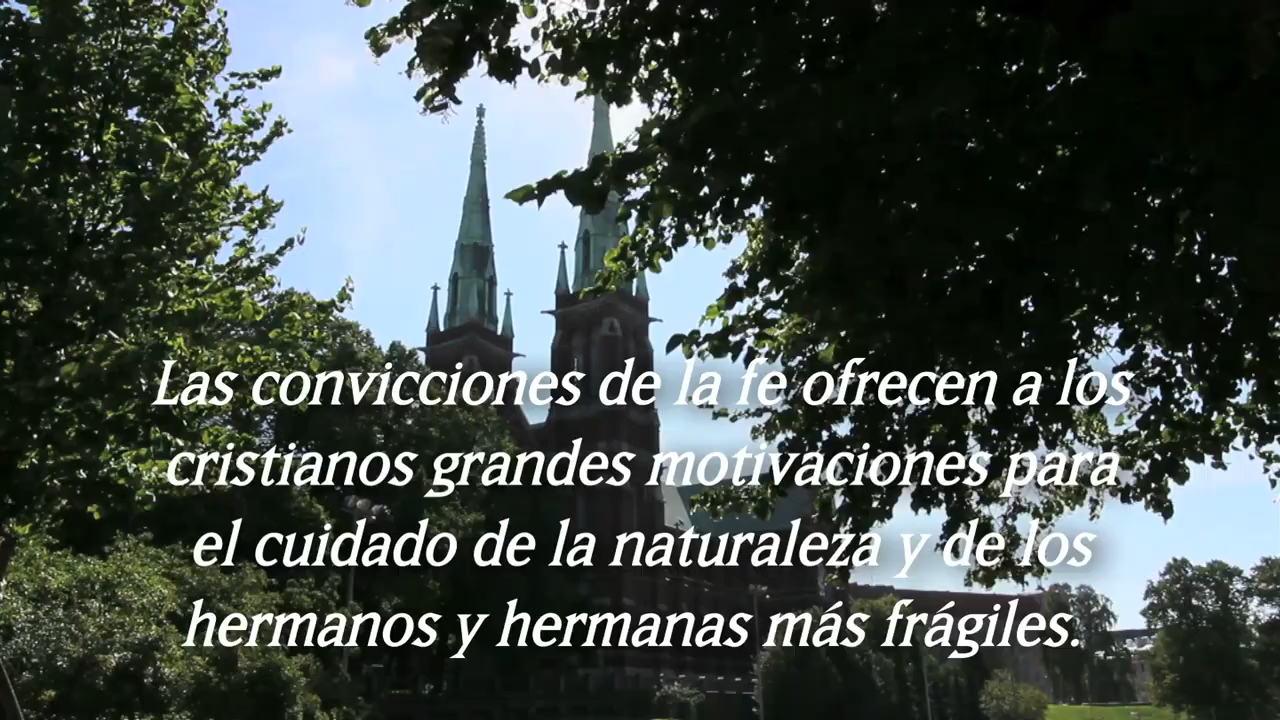 Las convicciones de la fe ofrecen a los
cristianos grandes motivaciones para
el cuidado de la naturaleza y de los
hermanos y hermanas más frágiles.